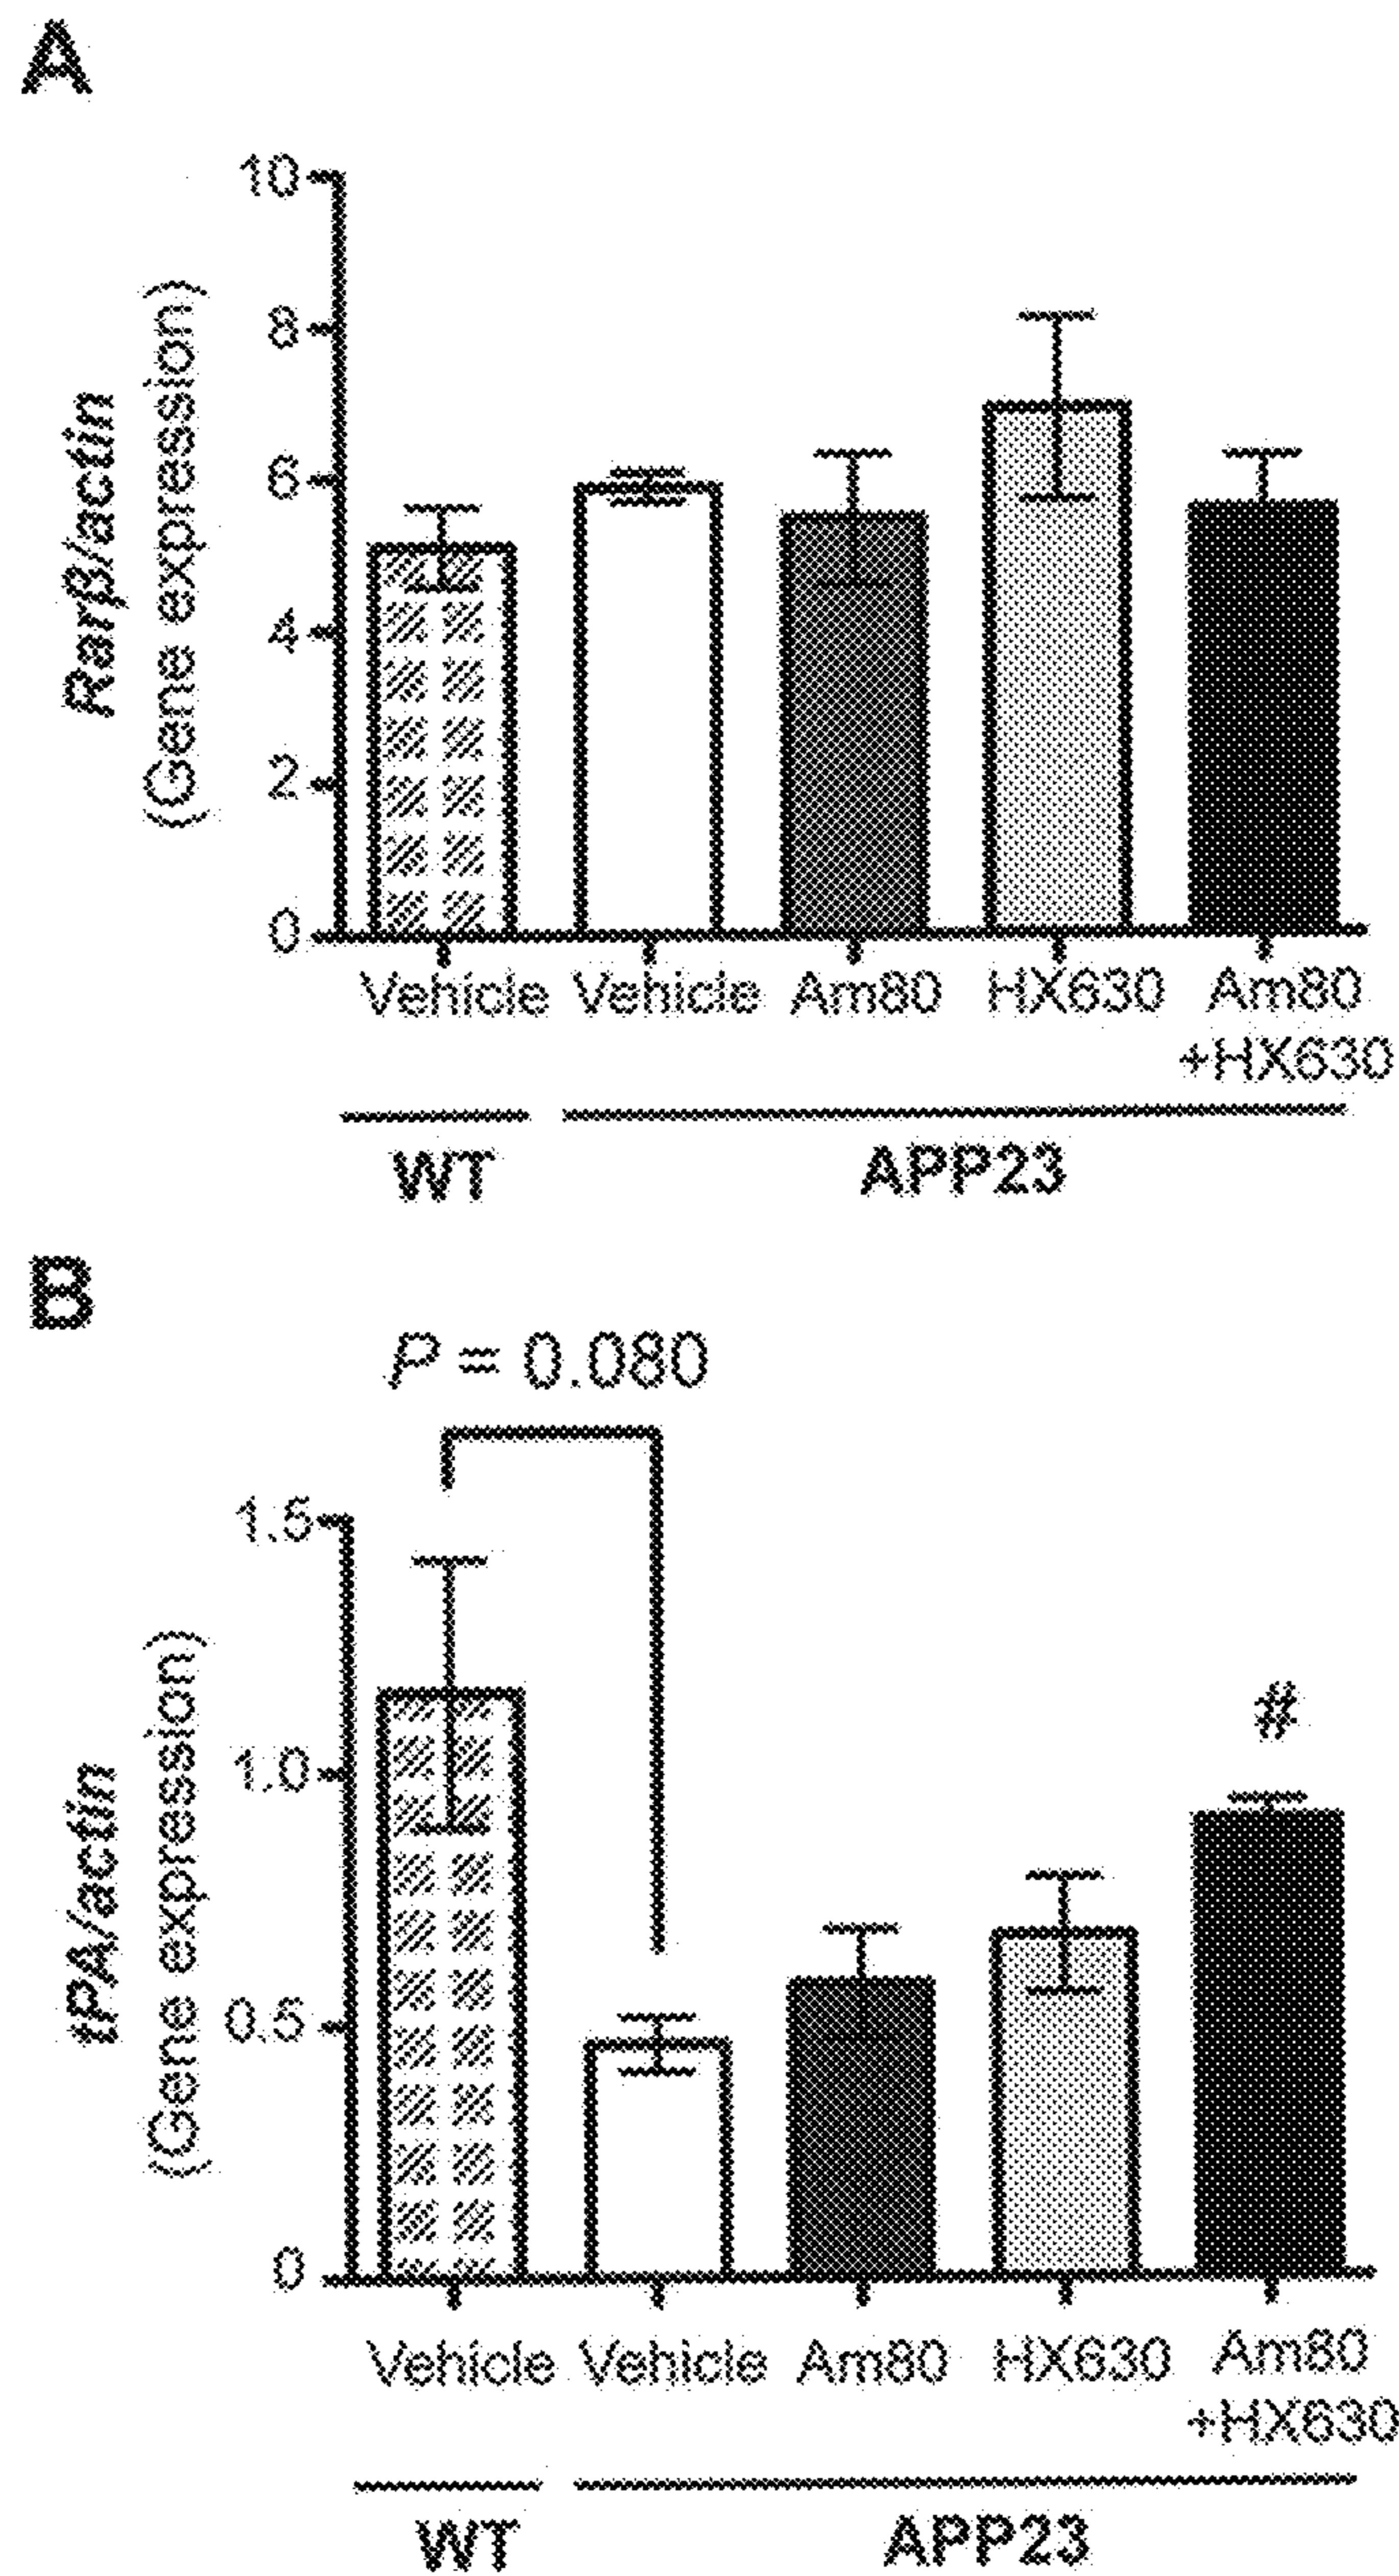 A
10
8
6
4
2
0
Rarβ/actin
(Gene expression)
Vehicle Vehicle Am80 HX630 Am80
+HX630
WT APP23
B
P = 0.080
1.5
1.0
0.5
0
tPA/actin
(Gene expression)
#
Vehicle Vehicle Am80 HX630 Am80
+HX630
WT APP23